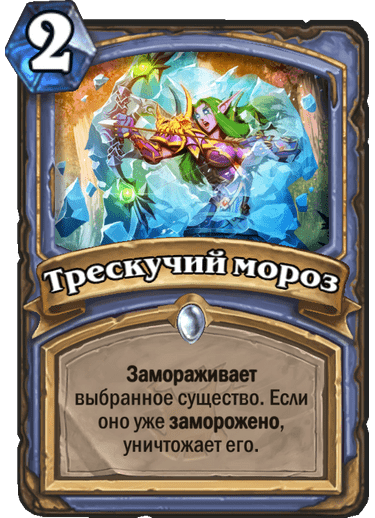 2
Трескучий мороз
Замораживает
выбранное существо. Если
оно уже заморожено,
уничтожает его.